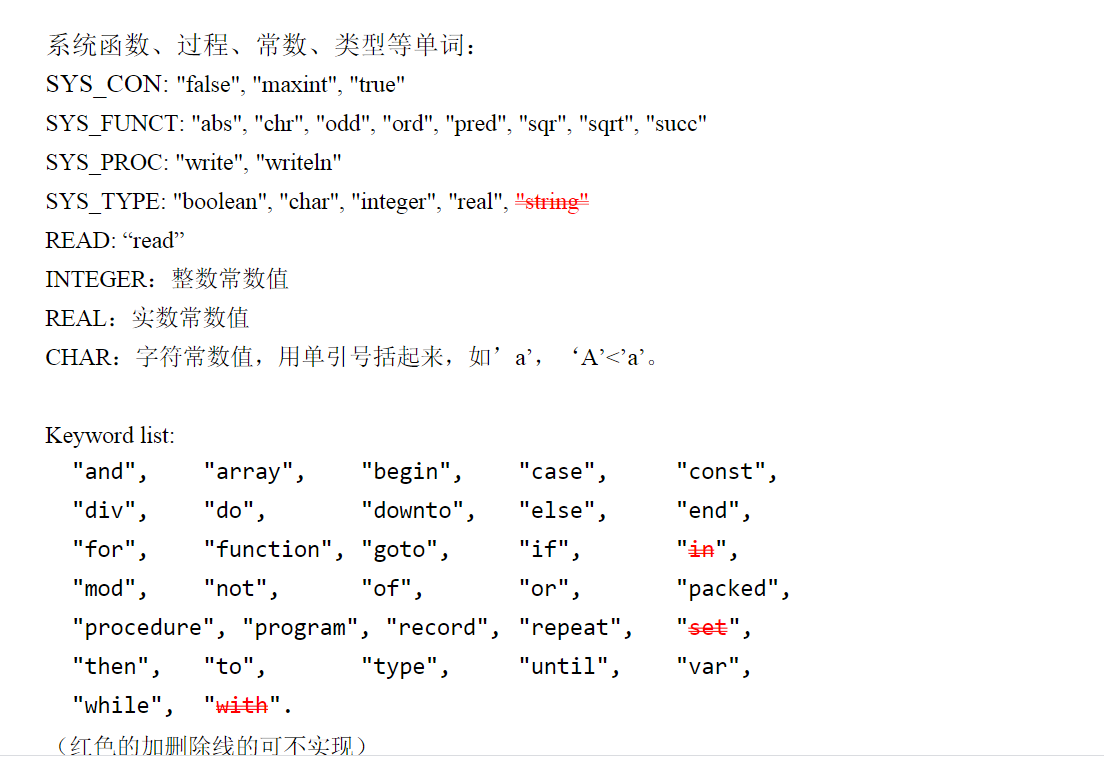 系统函数、过程、常数、类型等单词：
SYS_CON: "false", "maxint", "true"
SYS_FUNCT: "abs", "chr", "odd", "ord", "pred", "sqr", "sqrt", "succ"
SYS_PROC: "write", "writeln"
SYS_TYPE: "boolean", "char", "integer", "real", "string"
READ: “read”
INTEGER：整数常数值
REAL：实数常数值
CHAR：字符常数值，用单引号括起来，如’a’，‘A’<’a’。
Keyword list:
"and", "array", "begin", "case", "const",
"div", "do", "downto", "else", "end",
"for", "function", "goto", "if", "in",
"mod", "not", "of", "or", "packed",
"procedure", "program", "record", "repeat", "set",
"then", "to", "type", "until", "var",
"while", "with".
（红色的加删除线的可不实现）